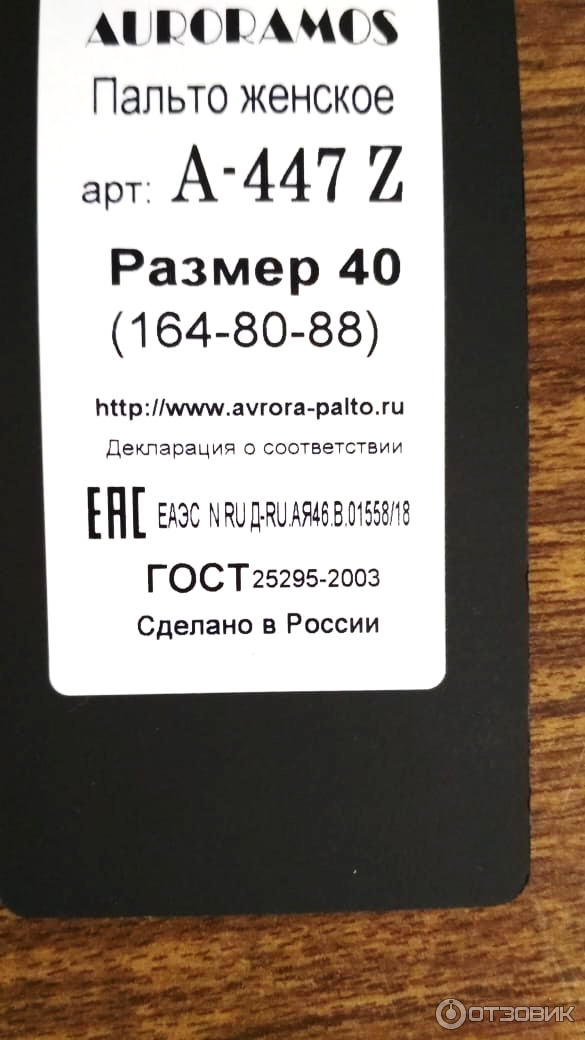 AURORAMOS
Пальто женское
арт: А-447 Z
Размер 40
(164-80-88)
http://www.avrora-palto.ru
Декларация о соответствии
ЕАС ЕАЭС N RU Д-RU.АЯ46.В.01558/18
ГОСТ 25295-2003
Сделано в России
ОТЗОВИК